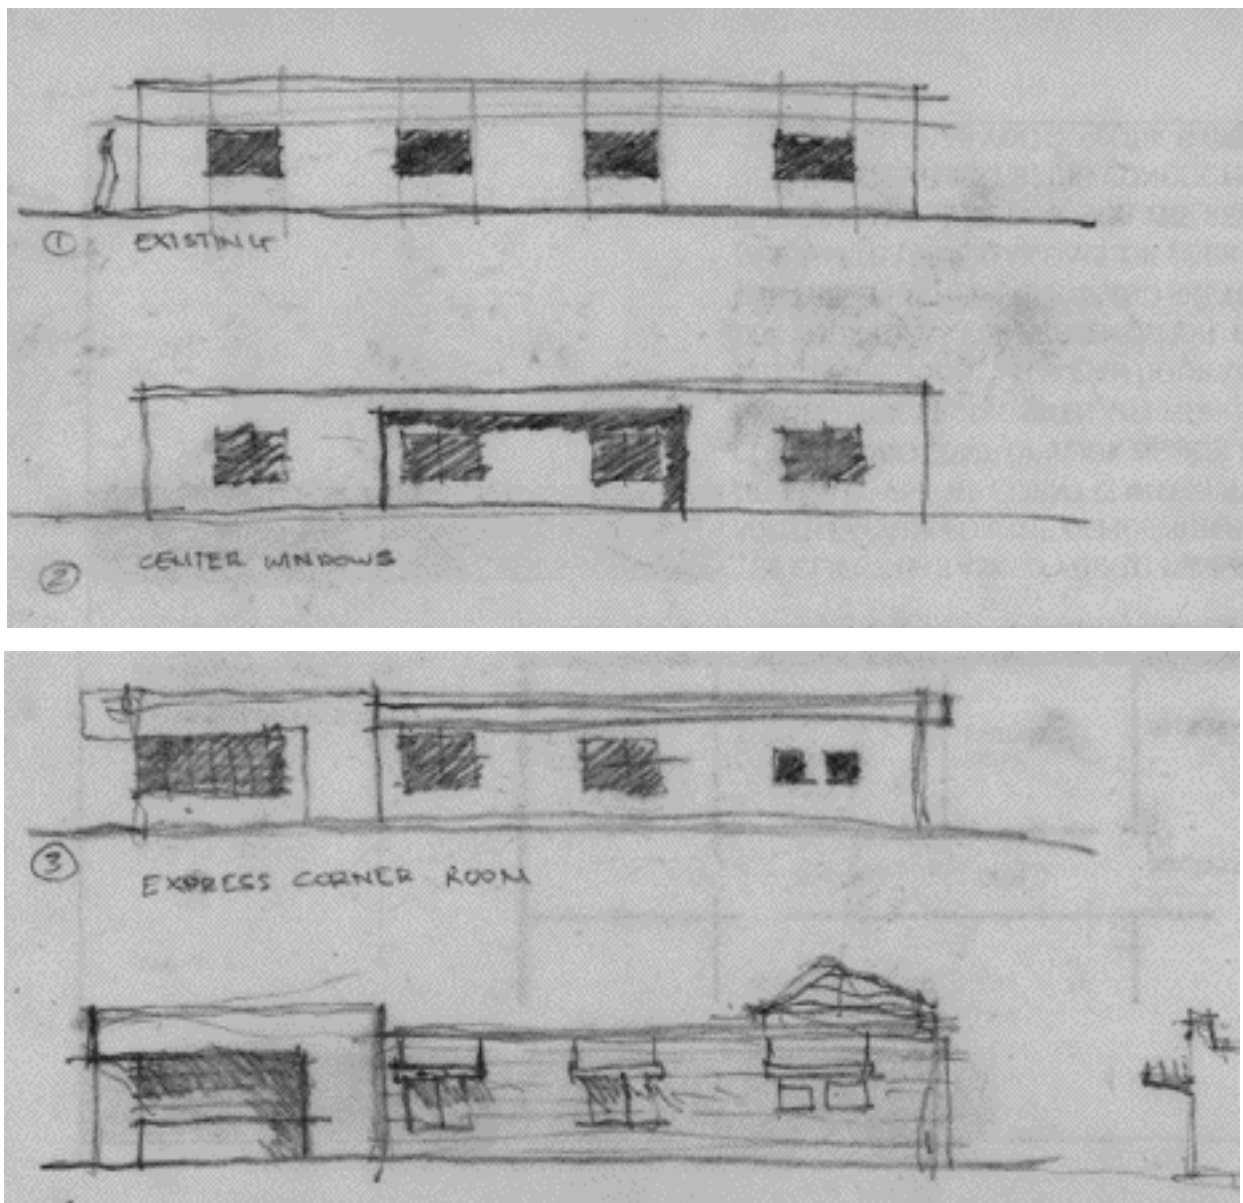 ① EXISTING
② CENTER WINDOWS
③ EXPRESS CORNER ROOM